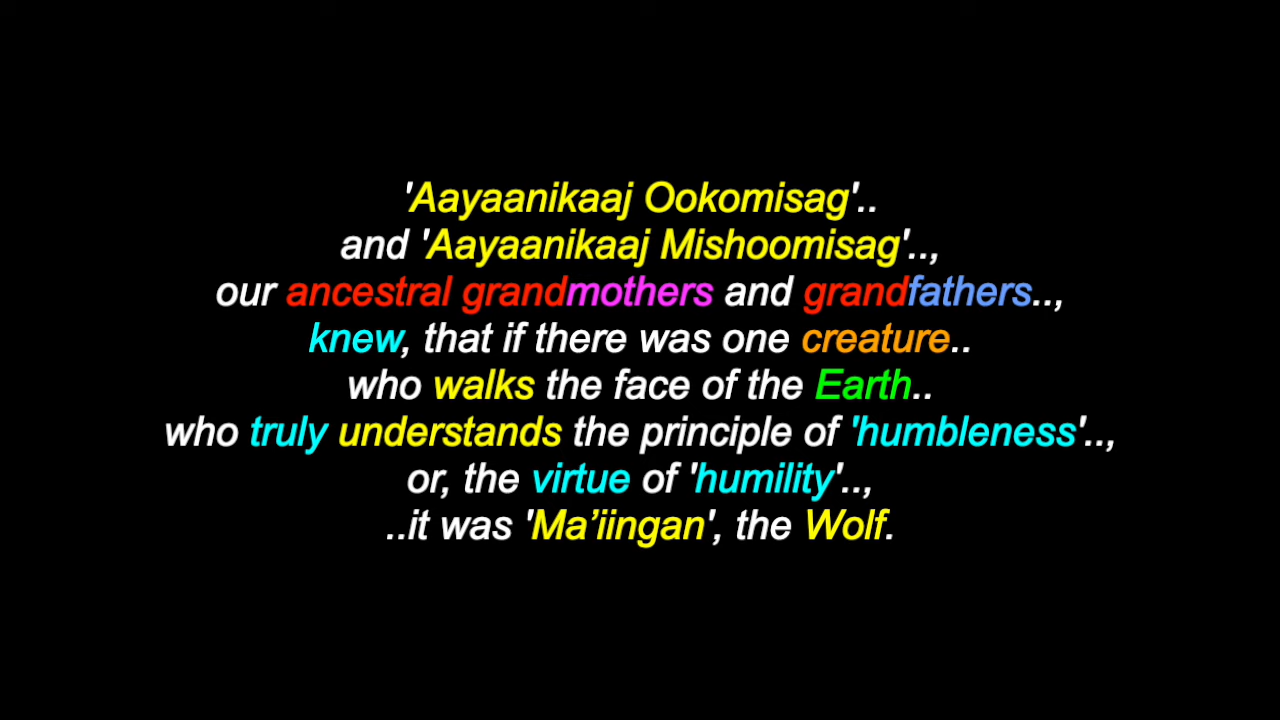 'Aayaanikaaj Ookomisag'..
and 'Aayaanikaaj Mishoomisag'..,
our ancestral grandmothers and grandfathers..,
knew, that if there was one creature..
who walks the face of the Earth..
who truly understands the principle of 'humbleness'..,
or, the virtue of 'humility'..,
..it was 'Ma’iingan', the Wolf.